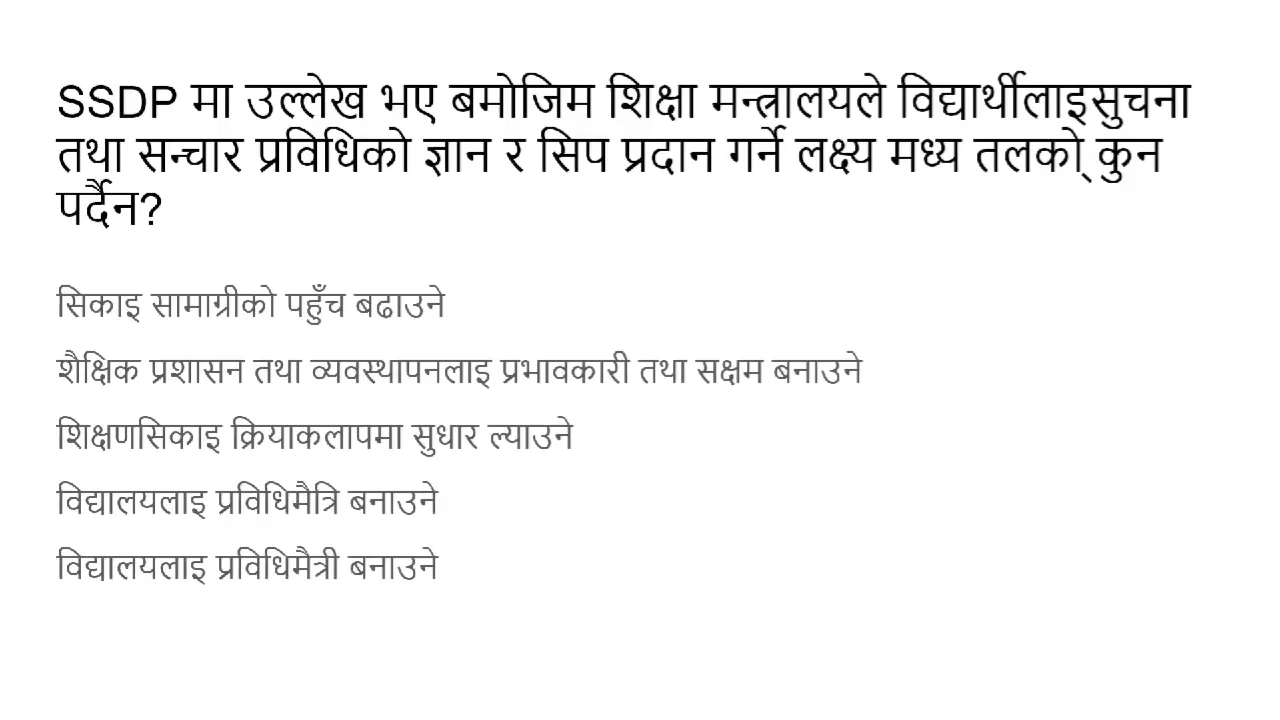 SSDP मा उल्लेख भए बमोजिम शिक्षा मन्त्रालयले विद्यार्थीलाइसुचना
तथा सन्चार प्रविधिको ज्ञान र सिप प्रदान गर्ने लक्ष्य मध्य तलको् कुन
पर्दैन?
सिकाइ सामाग्रीको पहुँच बढाउने
शैक्षिक प्रशासन तथा व्यवस्थापनलाइ प्रभावकारी तथा सक्षम बनाउने
शिक्षणसिकाइ क्रियाकलापमा सुधार ल्याउने
विद्यालयलाइ प्रविधिमैत्रि बनाउने
विद्यालयलाइ प्रविधिमैत्री बनाउने